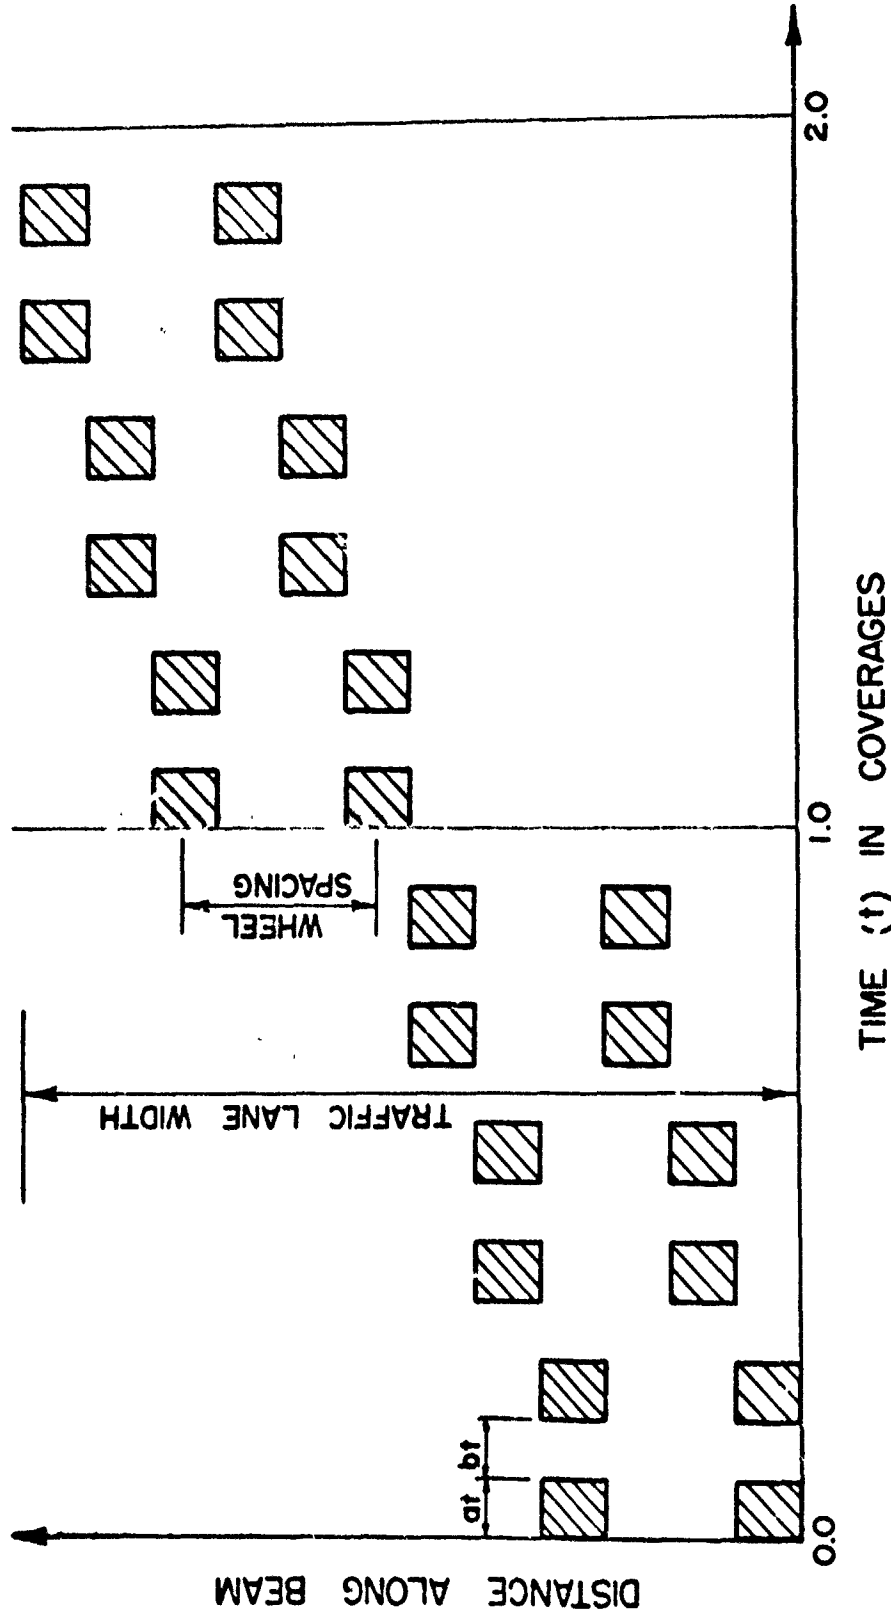 DISTANCE ALONG BEAM
TRAFFIC LANE WIDTH
WHEEL
SPACING
at
bt
0.0
1.0
2.0
TIME (t) IN COVERAGES